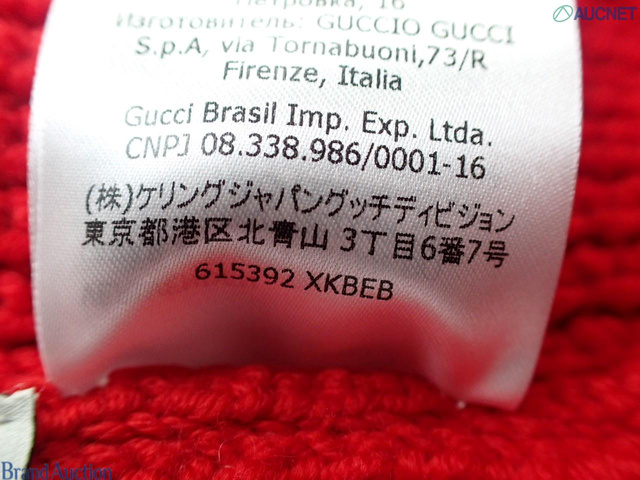 AUCNET
Петровка, 16
Изготовитель: GUCCIO GUCCI
S.p.A, via Tornabuoni,73/R
Firenze, Italia
Gucci Brasil Imp. Exp. Ltda.
CNPJ 08.338.986/0001-16
(株)ケリングジャパングッチディビジョン
東京都港区北青山 3丁目6番7号
615392 XKBEB
Brand Auction